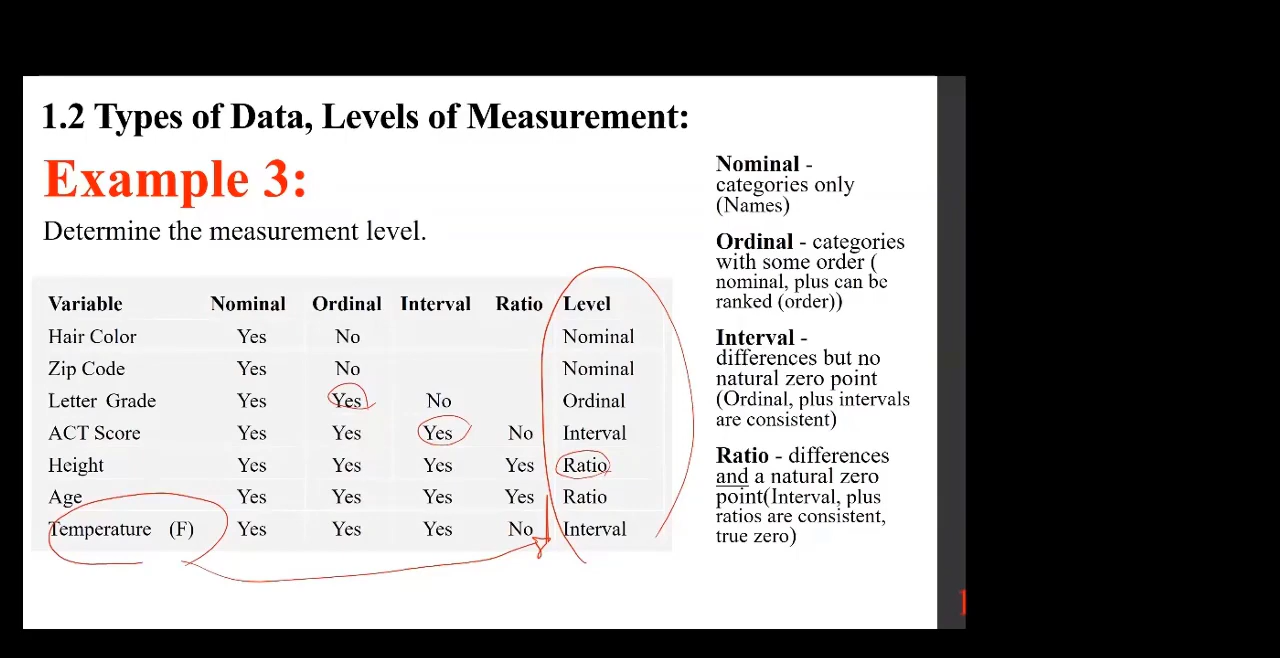 1.2 Types of Data, Levels of Measurement:
Example 3:
Determine the measurement level.
Variable Nominal Ordinal Interval Ratio Level
Hair Color Yes No Nominal
Zip Code Yes No Nominal
Letter Grade Yes Yes No Ordinal
ACT Score Yes Yes Yes No Interval
Height Yes Yes Yes Yes Ratio
Age Yes Yes Yes Yes Ratio
Temperature (F) Yes Yes Yes No Interval
Nominal -
categories only
(Names)
Ordinal - categories
with some order (
nominal, plus can be
ranked (order))
Interval -
differences but no
natural zero point
(Ordinal, plus intervals
are consistent)
Ratio - differences
and a natural zero
point(Interval, plus
ratios are consistent,
true zero)